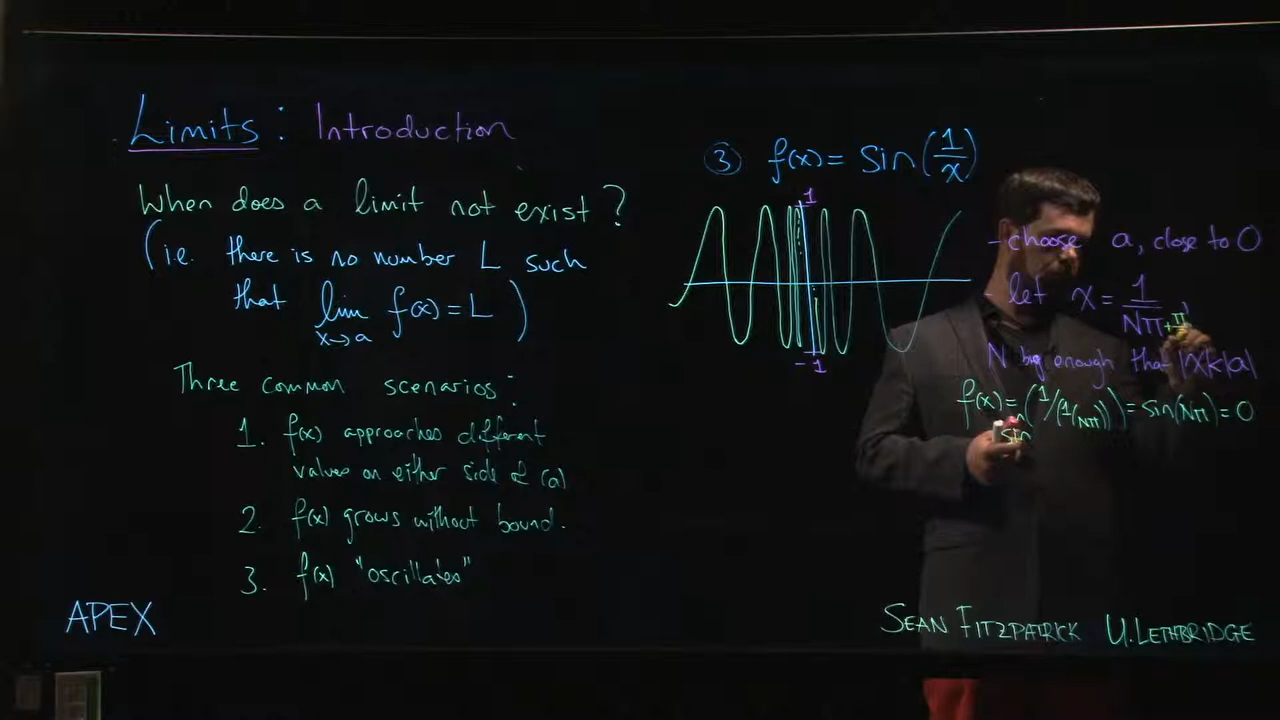 Limits: Introduction
When does a limit not exist?
(i.e. there is no number L such
that lim f(x) = L)
x→a
Three common scenarios:
1. f(x) approaches different
values on either side of (a)
2. f(x) grows without bound.
3. f(x) "oscillates"
APEX
③ f(x) = sin(1/x)
1
-1
- choose a, close to 0
let x = 1/(Nπ + π
N big enough that |x|<|a|
f(x) = sin(1/(1/(Nπ))) = sin(Nπ) = 0
SEAN FITZPATRICK U. LETHBRIDGE